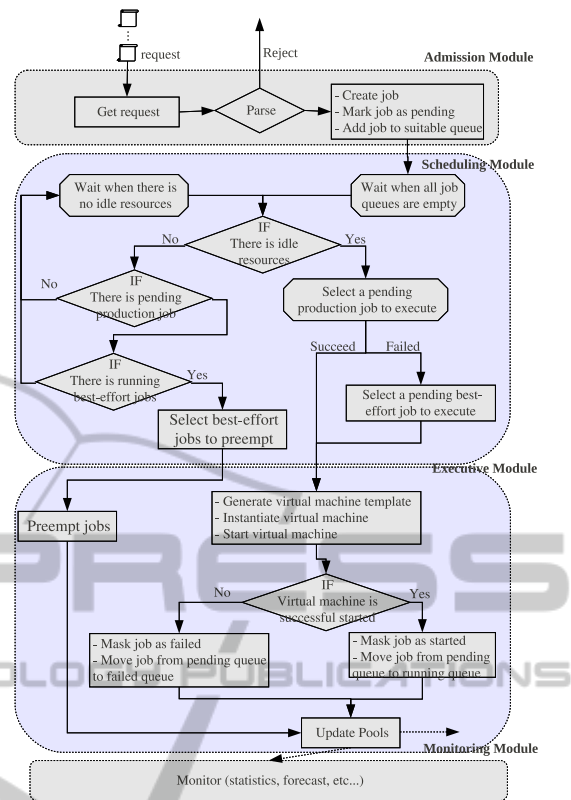 request
Reject
Admission Module
Get request
Parse
- Create job
- Mark job as pending
- Add job to suitable queue
Scheduling Module
Wait when there is
no idle resources
Wait when all job
queues are empty
IF
There is idle
resources
No
Yes
No
IF
There is pending
production job
Select a pending
production job to execute
Succeed
Failed
IF
There is running
best-effort jobs
Yes
Select a pending best-
effort job to execute
Select best-effort
jobs to preempt
Executive Module
- Generate virtual machine template
- Instantiate virtual machine
- Start virtual machine
Preempt jobs
No
IF
Virtual machine is
successful started
Yes
- Mask job as failed
- Move job from pending queue
to failed queue
- Mask job as started
- Move job from pending
queue to running queue
Update Pools
Monitoring Module
Monitor (statistics, forecast, etc...)
PRESS
OLOGY PUBLICATIONS